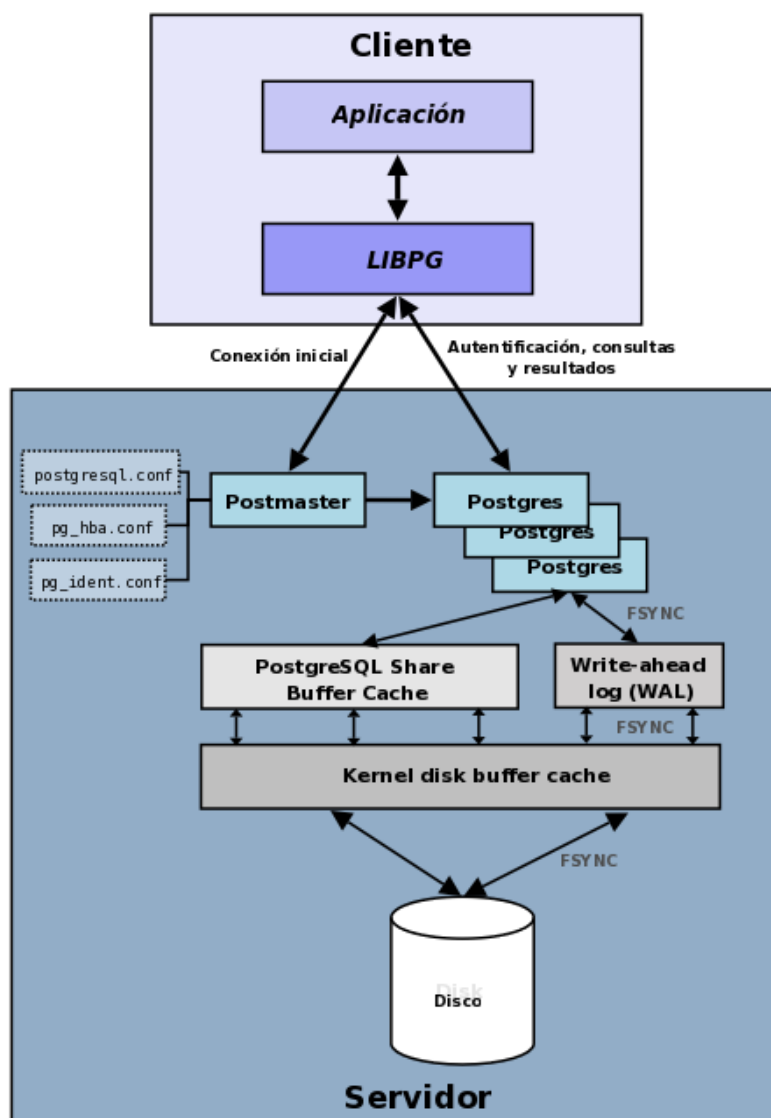 Cliente
Aplicación
LIBPG
Conexión inicial
Autentificación, consultas
y resultados
postgresql.conf
pg_hba.conf
pg_ident.conf
Postmaster
Postgres
Postgres
Postgres
FSYNC
PostgreSQL Share
Buffer Cache
Write-ahead
log (WAL)
FSYNC
Kernel disk buffer cache
FSYNC
Disk
Disco
Servidor